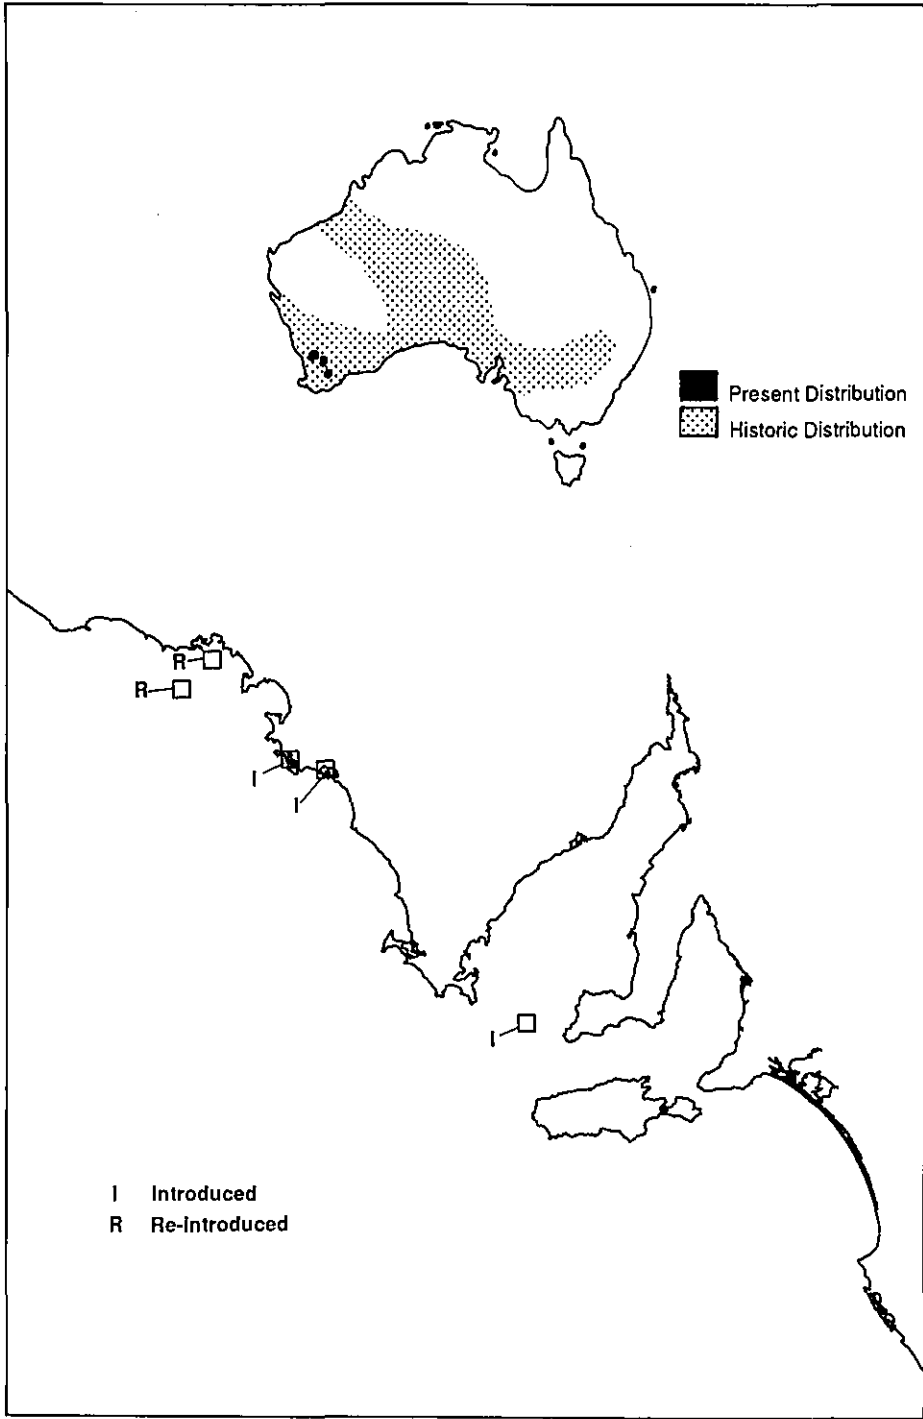 Present Distribution
Historic Distribution
R
R
I
I
I
I Introduced
R Re-introduced